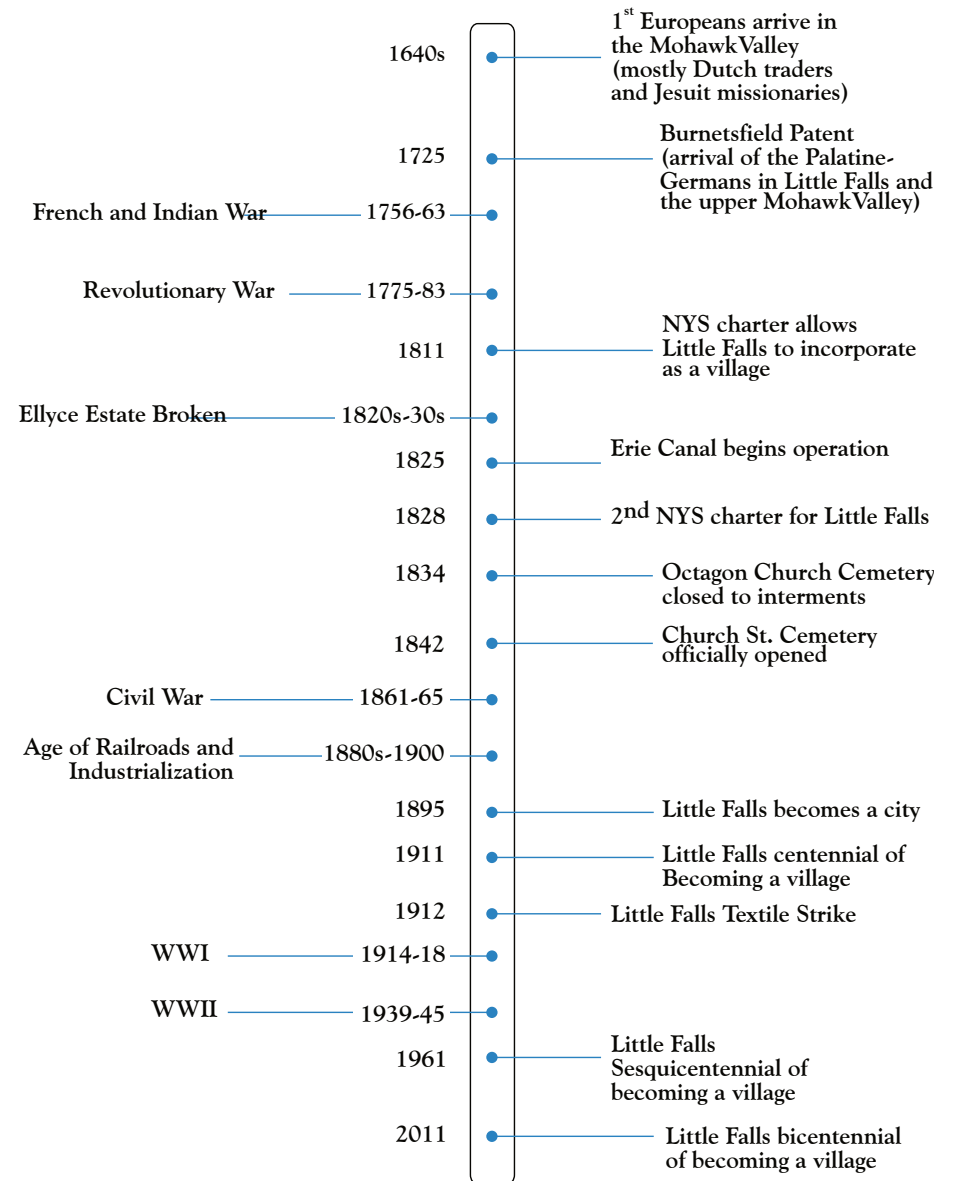 1640s
1st Europeans arrive in
the Mohawk Valley
(mostly Dutch traders
and Jesuit missionaries)
1725
Burnetsfield Patent
(arrival of the Palatine-
Germans in Little Falls and
the upper Mohawk Valley)
French and Indian War 1756-63
Revolutionary War 1775-83
1811
NYS charter allows
Little Falls to incorporate
as a village
Ellyce Estate Broken 1820s-30s
1825 Erie Canal begins operation
1828 2nd NYS charter for Little Falls
1834 Octagon Church Cemetery
closed to interments
1842 Church St. Cemetery
officially opened
Civil War 1861-65
Age of Railroads and
Industrialization
1880s-1900
1895 Little Falls becomes a city
1911 Little Falls centennial of
Becoming a village
1912 Little Falls Textile Strike
WWI 1914-18
WWII 1939-45
1961
Little Falls
Sesquicentennial of
becoming a village
2011 Little Falls bicentennial
of becoming a village